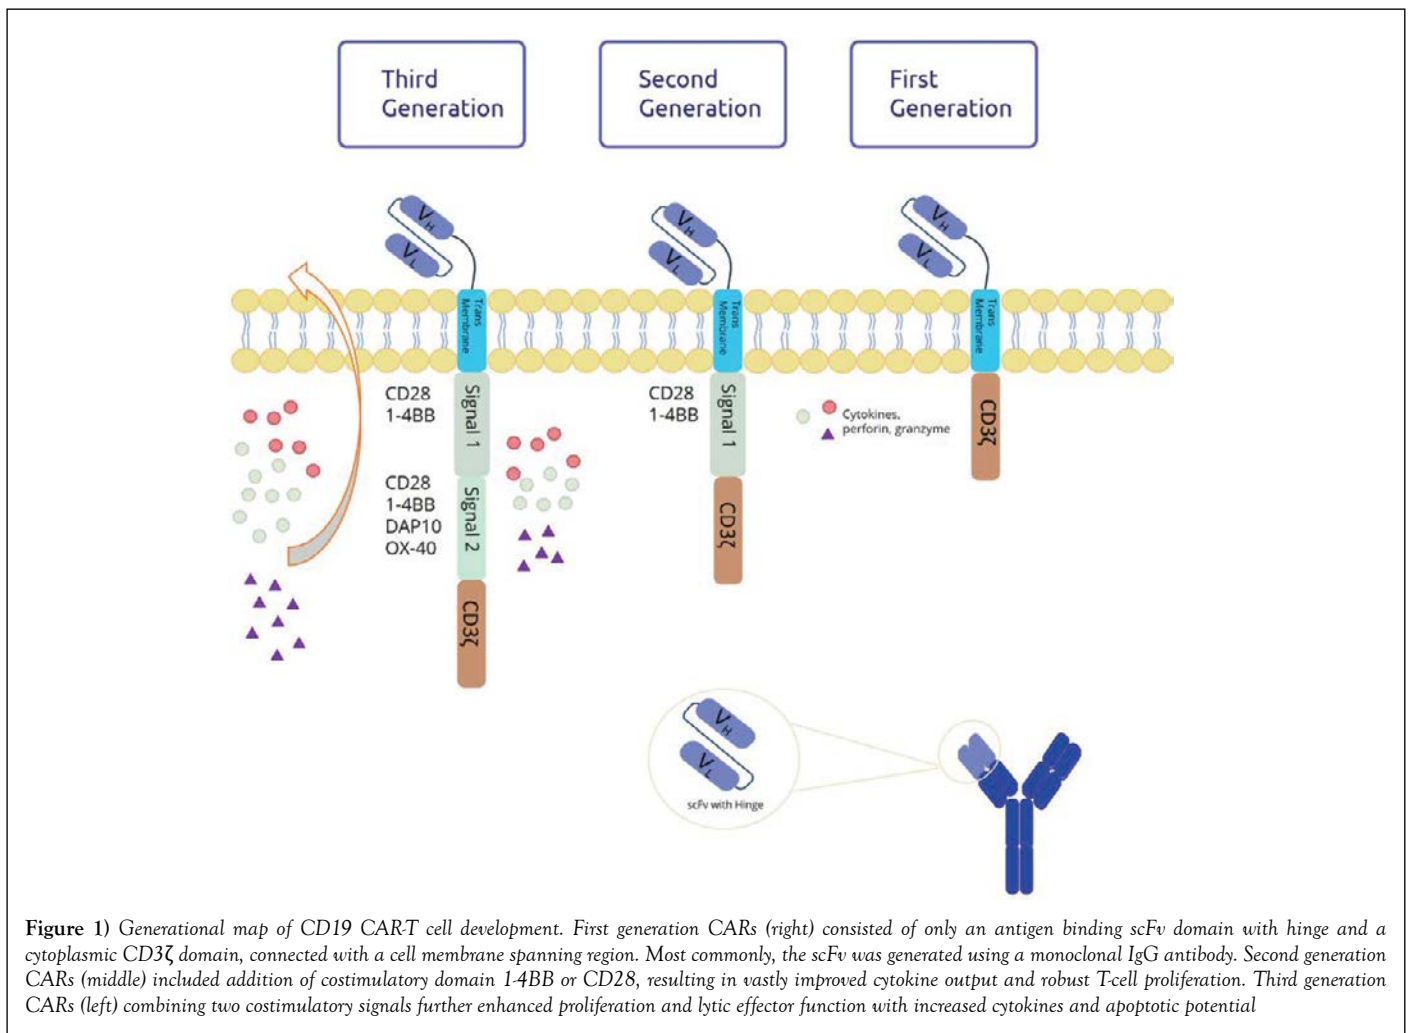 Third
Generation
Second
Generation
First
Generation
VH
VL
VH
VL
VH
VL
Trans
Membrane
Trans
Membrane
Trans
Membrane
CD28
1-4BB
Signal 1
CD28
1-4BB
DAP10
OX-40
Signal 2
CD3ζ
CD28
1-4BB
Signal 1
CD3ζ
Cytokines,
perforin, granzyme
CD3ζ
VH
VL
scFv with Hinge
Figure 1) Generational map of CD19 CAR-T cell development. First generation CARs (right) consisted of only an antigen binding scFv domain with hinge and a
cytoplasmic CD3ζ domain, connected with a cell membrane spanning region. Most commonly, the scFv was generated using a monoclonal IgG antibody. Second generation
CARs (middle) included addition of costimulatory domain 1-4BB or CD28, resulting in vastly improved cytokine output and robust T-cell proliferation. Third generation
CARs (left) combining two costimulatory signals further enhanced proliferation and lytic effector function with increased cytokines and apoptotic potential